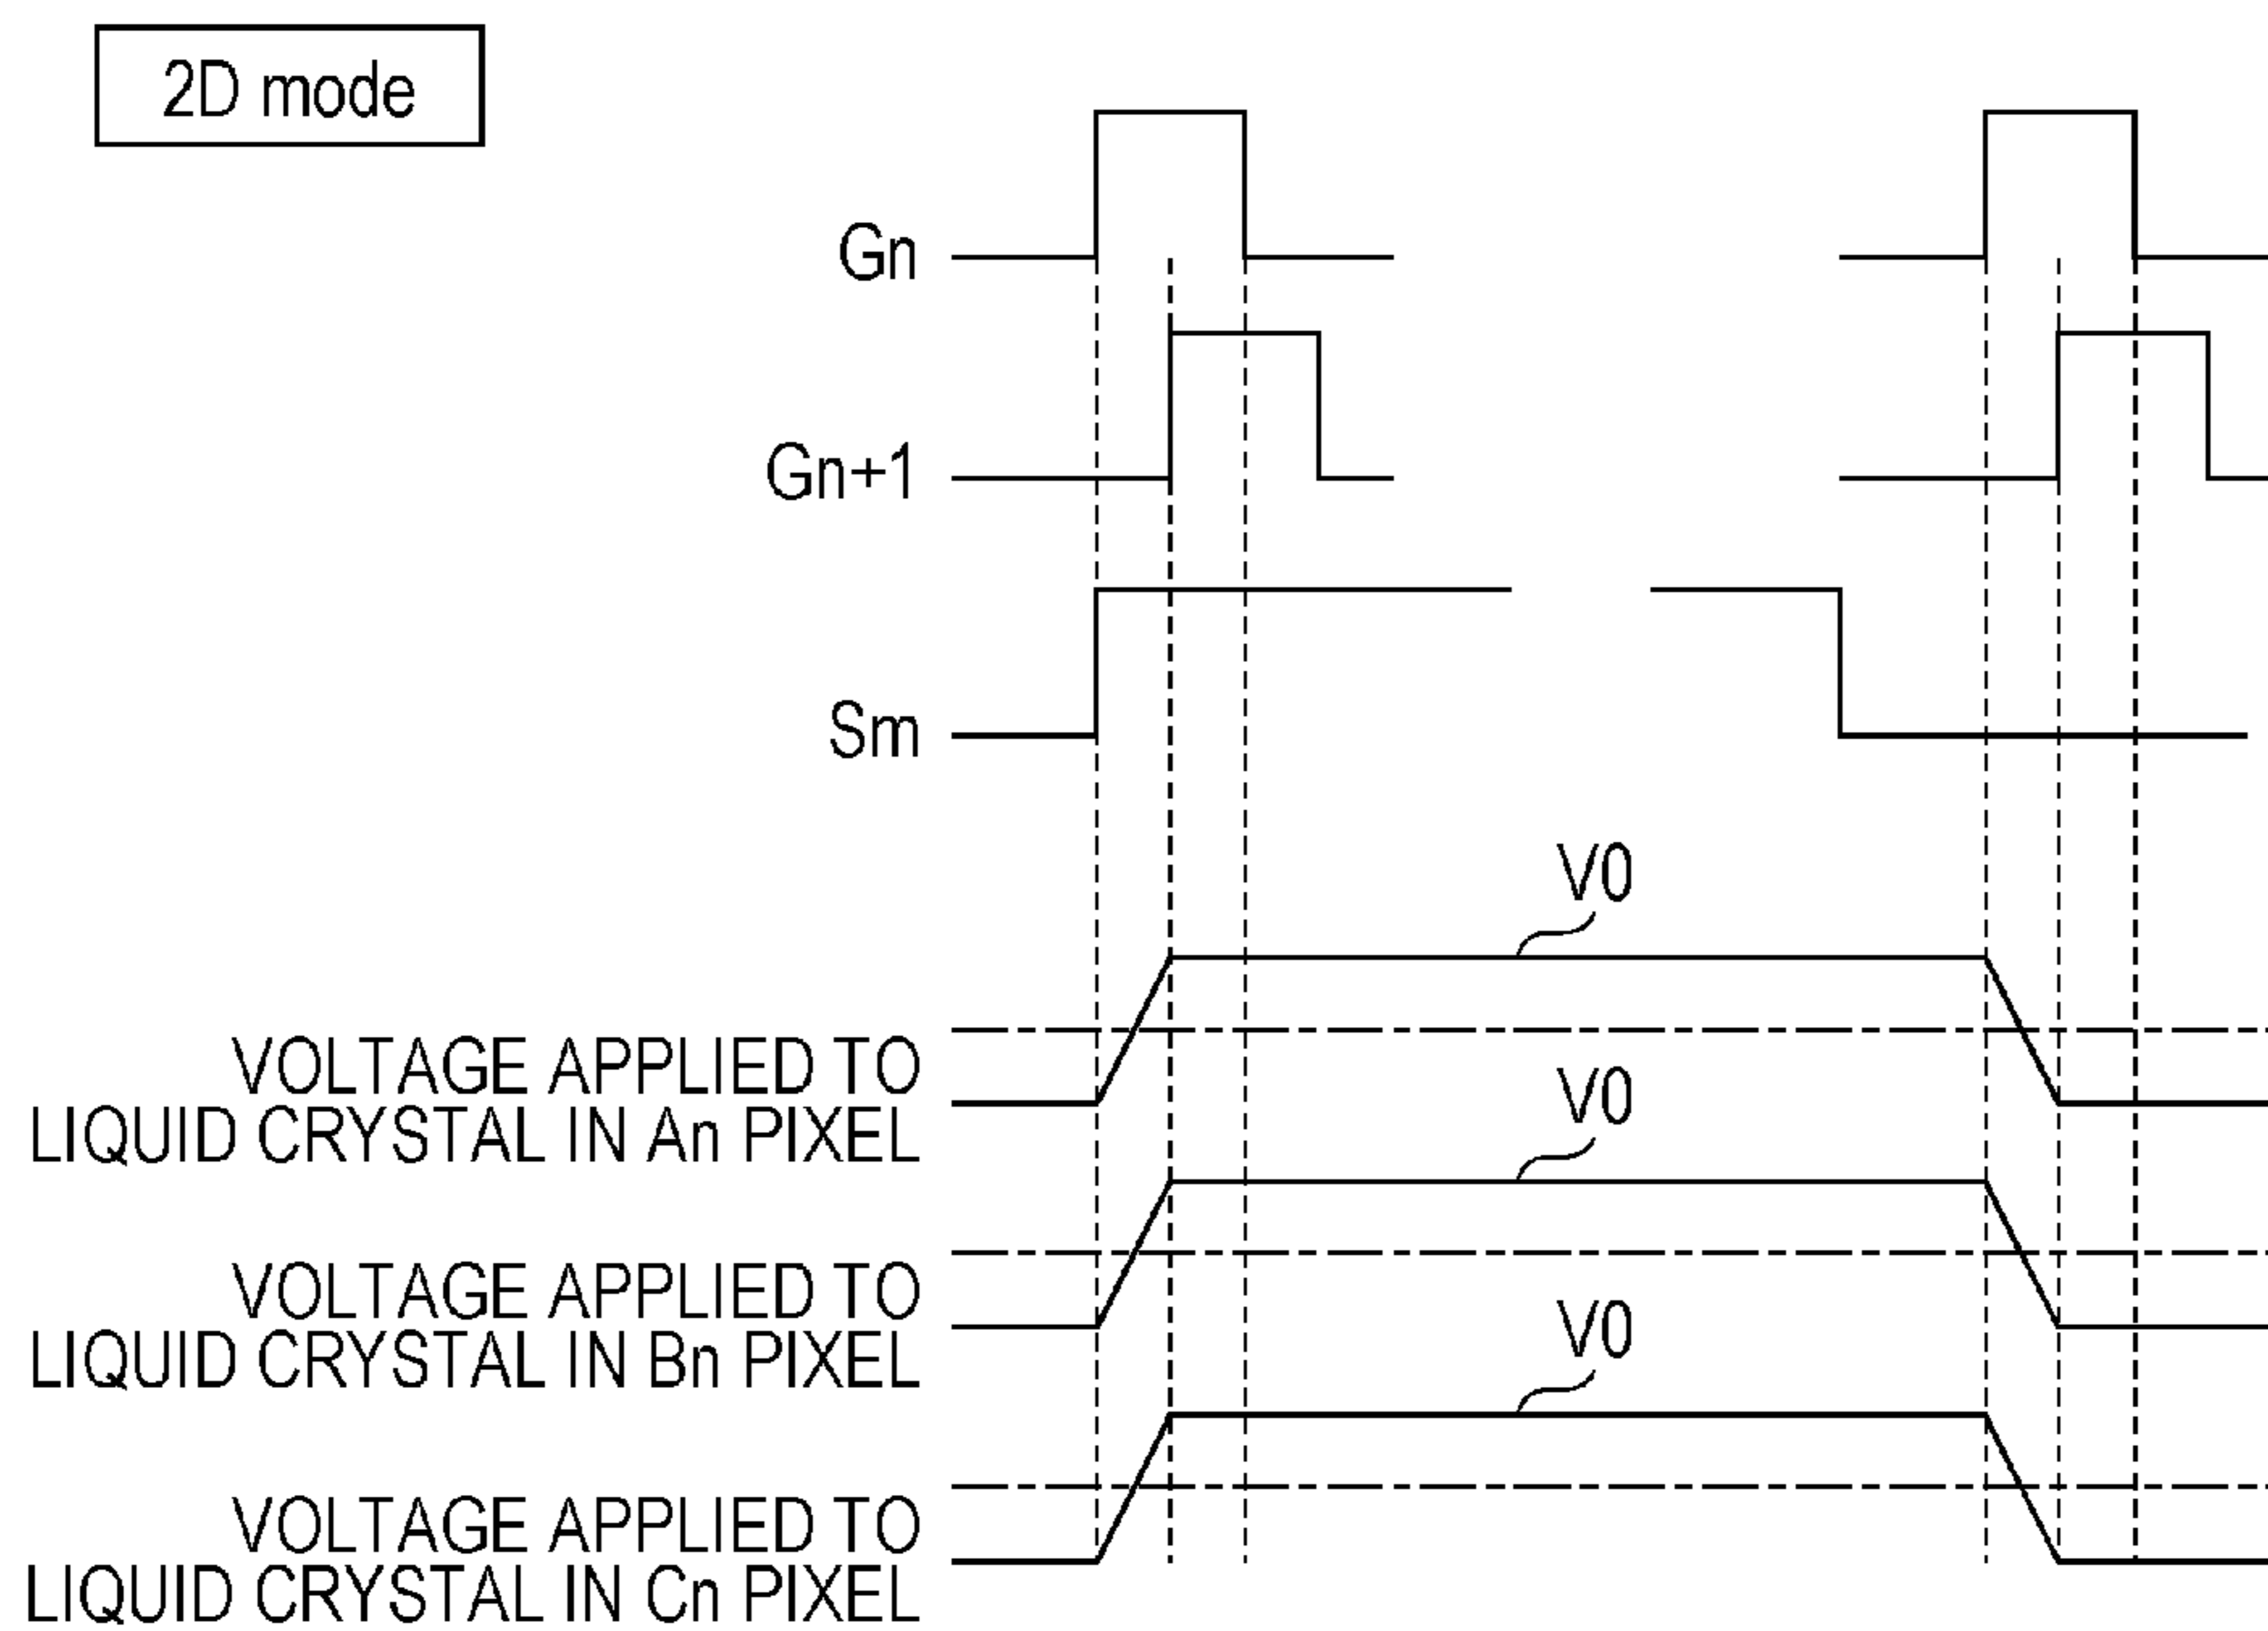 2D mode
Gn
Gn+1
Sm
V0
VOLTAGE APPLIED TO
LIQUID CRYSTAL IN An PIXEL
V0
VOLTAGE APPLIED TO
LIQUID CRYSTAL IN Bn PIXEL
V0
VOLTAGE APPLIED TO
LIQUID CRYSTAL IN Cn PIXEL